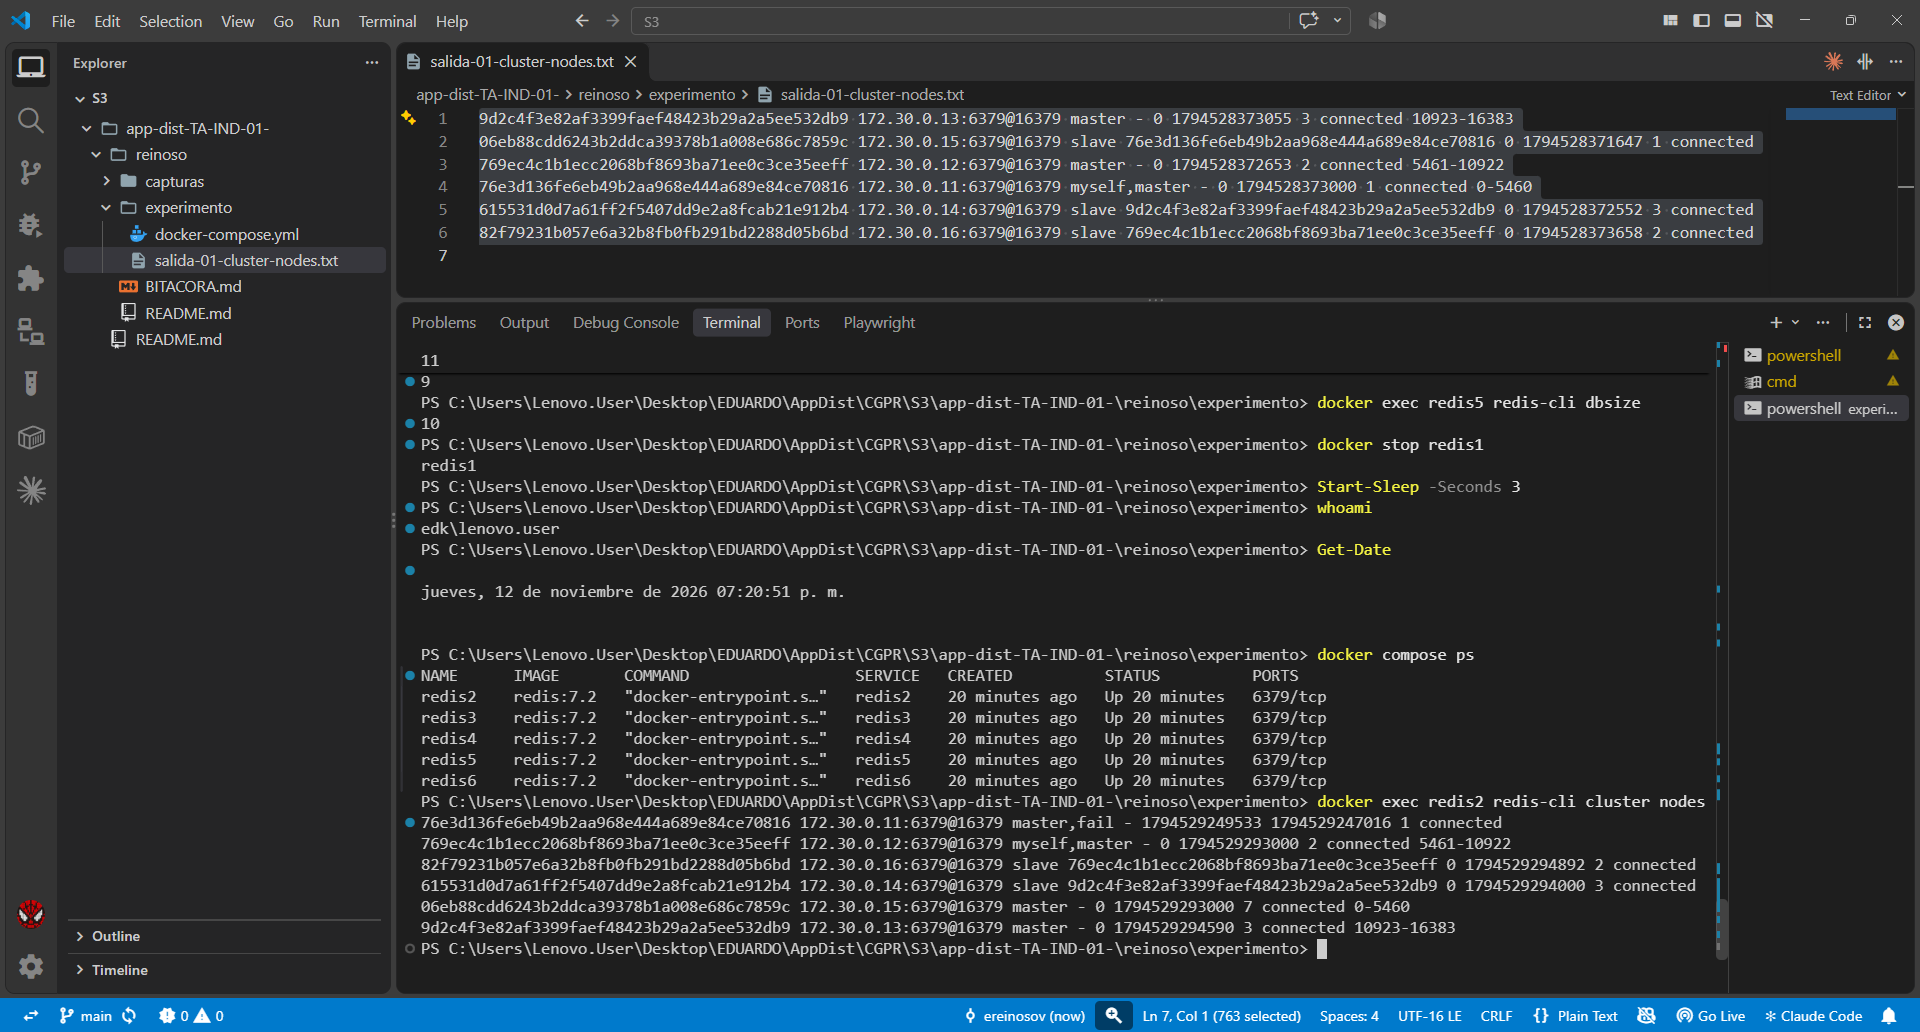 File Edit Selection View Go Run Terminal Help
S3
Explorer
S3
app-dist-TA-IND-01-
reinoso
capturas
experimento
docker-compose.yml
salida-01-cluster-nodes.txt
BITACORA.md
README.md
README.md
Outline
Timeline
salida-01-cluster-nodes.txt
app-dist-TA-IND-01- > reinoso > experimento > salida-01-cluster-nodes.txt
Text Editor
1 9d2c4f3e82af3399faef48423b29a2a5ee532db9 172.30.0.13:6379@16379 master - 0 1794528373055 3 connected 10923-16383
2 06eb88cdd6243b2ddca39378b1a008e686c7859c 172.30.0.15:6379@16379 slave 76e3d136fe6eb49b2aa968e444a689e84ce70816 0 1794528371647 1 connected
3 769ec4c1b1ecc2068bf8693ba71ee0c3ce35eeff 172.30.0.12:6379@16379 master - 0 1794528372653 2 connected 5461-10922
4 76e3d136fe6eb49b2aa968e444a689e84ce70816 172.30.0.11:6379@16379 myself,master - 0 1794528373000 1 connected 0-5460
5 615531d0d7a61ff2f5407dd9e2a8fcab21e912b4 172.30.0.14:6379@16379 slave 9d2c4f3e82af3399faef48423b29a2a5ee532db9 0 1794528372552 3 connected
6 82f79231b057e6a32b8fb0fb291bd2288d05b6bd 172.30.0.16:6379@16379 slave 769ec4c1b1ecc2068bf8693ba71ee0c3ce35eeff 0 1794528373658 2 connected
7
Problems Output Debug Console Terminal Ports Playwright
11
9
PS C:\Users\Lenovo.User\Desktop\EDUARDO\AppDist\CGPR\S3\app-dist-TA-IND-01-\reinoso\experimento> docker exec redis5 redis-cli dbsize
10
PS C:\Users\Lenovo.User\Desktop\EDUARDO\AppDist\CGPR\S3\app-dist-TA-IND-01-\reinoso\experimento> docker stop redis1
redis1
PS C:\Users\Lenovo.User\Desktop\EDUARDO\AppDist\CGPR\S3\app-dist-TA-IND-01-\reinoso\experimento> Start-Sleep -Seconds 3
PS C:\Users\Lenovo.User\Desktop\EDUARDO\AppDist\CGPR\S3\app-dist-TA-IND-01-\reinoso\experimento> whoami
edk\lenovo.user
PS C:\Users\Lenovo.User\Desktop\EDUARDO\AppDist\CGPR\S3\app-dist-TA-IND-01-\reinoso\experimento> Get-Date
jueves, 12 de noviembre de 2026 07:20:51 p. m.
PS C:\Users\Lenovo.User\Desktop\EDUARDO\AppDist\CGPR\S3\app-dist-TA-IND-01-\reinoso\experimento> docker compose ps
NAME IMAGE COMMAND SERVICE CREATED STATUS PORTS
redis2 redis:7.2 "docker-entrypoint.s…" redis2 20 minutes ago Up 20 minutes 6379/tcp
redis3 redis:7.2 "docker-entrypoint.s…" redis3 20 minutes ago Up 20 minutes 6379/tcp
redis4 redis:7.2 "docker-entrypoint.s…" redis4 20 minutes ago Up 20 minutes 6379/tcp
redis5 redis:7.2 "docker-entrypoint.s…" redis5 20 minutes ago Up 20 minutes 6379/tcp
redis6 redis:7.2 "docker-entrypoint.s…" redis6 20 minutes ago Up 20 minutes 6379/tcp
PS C:\Users\Lenovo.User\Desktop\EDUARDO\AppDist\CGPR\S3\app-dist-TA-IND-01-\reinoso\experimento> docker exec redis2 redis-cli cluster nodes
76e3d136fe6eb49b2aa968e444a689e84ce70816 172.30.0.11:6379@16379 master,fail - 1794529249533 1794529247016 1 connected
769ec4c1b1ecc2068bf8693ba71ee0c3ce35eeff 172.30.0.12:6379@16379 myself,master - 0 1794529293000 2 connected 5461-10922
82f79231b057e6a32b8fb0fb291bd2288d05b6bd 172.30.0.16:6379@16379 slave 769ec4c1b1ecc2068bf8693ba71ee0c3ce35eeff 0 1794529294892 2 connected
615531d0d7a61ff2f5407dd9e2a8fcab21e912b4 172.30.0.14:6379@16379 slave 9d2c4f3e82af3399faef48423b29a2a5ee532db9 0 1794529294000 3 connected
06eb88cdd6243b2ddca39378b1a008e686c7859c 172.30.0.15:6379@16379 master - 0 1794529293000 7 connected 0-5460
9d2c4f3e82af3399faef48423b29a2a5ee532db9 172.30.0.13:6379@16379 master - 0 1794529294590 3 connected 10923-16383
PS C:\Users\Lenovo.User\Desktop\EDUARDO\AppDist\CGPR\S3\app-dist-TA-IND-01-\reinoso\experimento>
powershell
cmd
powershell experi...
main 0 0 ereinosov (now) Ln 7, Col 1 (763 selected) Spaces: 4 UTF-16 LE CRLF {} Plain Text Go Live Claude Code